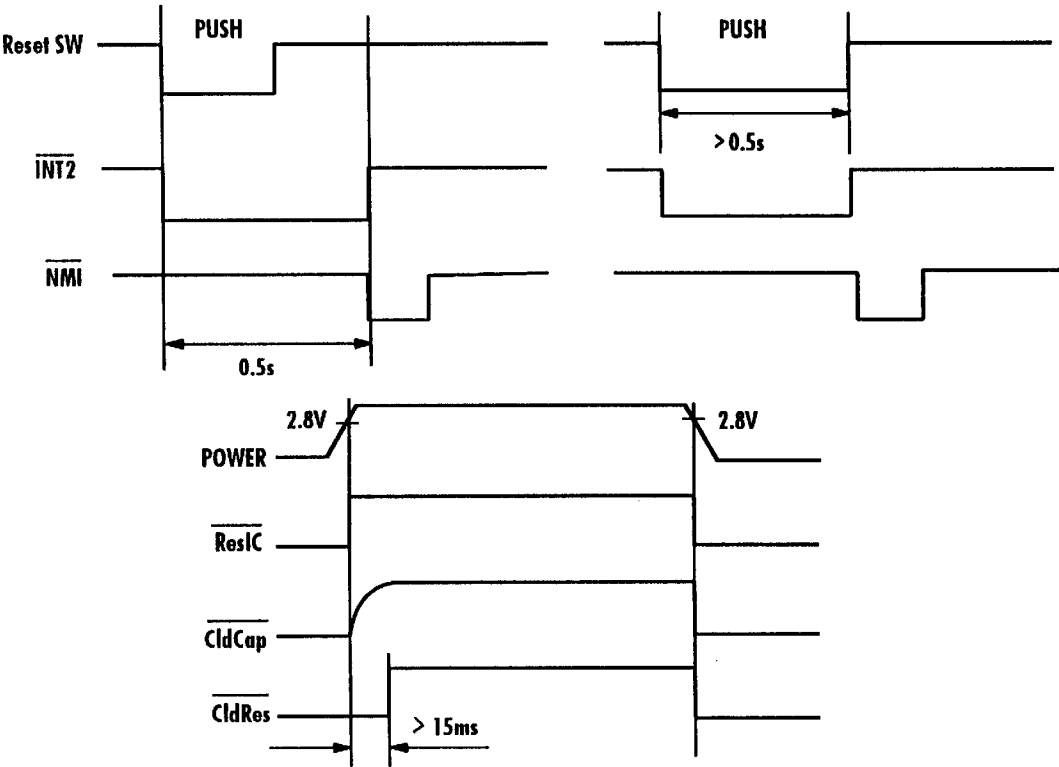 PUSH
PUSH
Reset SW
> 0.5s
INT2
NMI
0.5s
2.8V
2.8V
POWER
ResIC
CldCap
CldRes
> 15ms